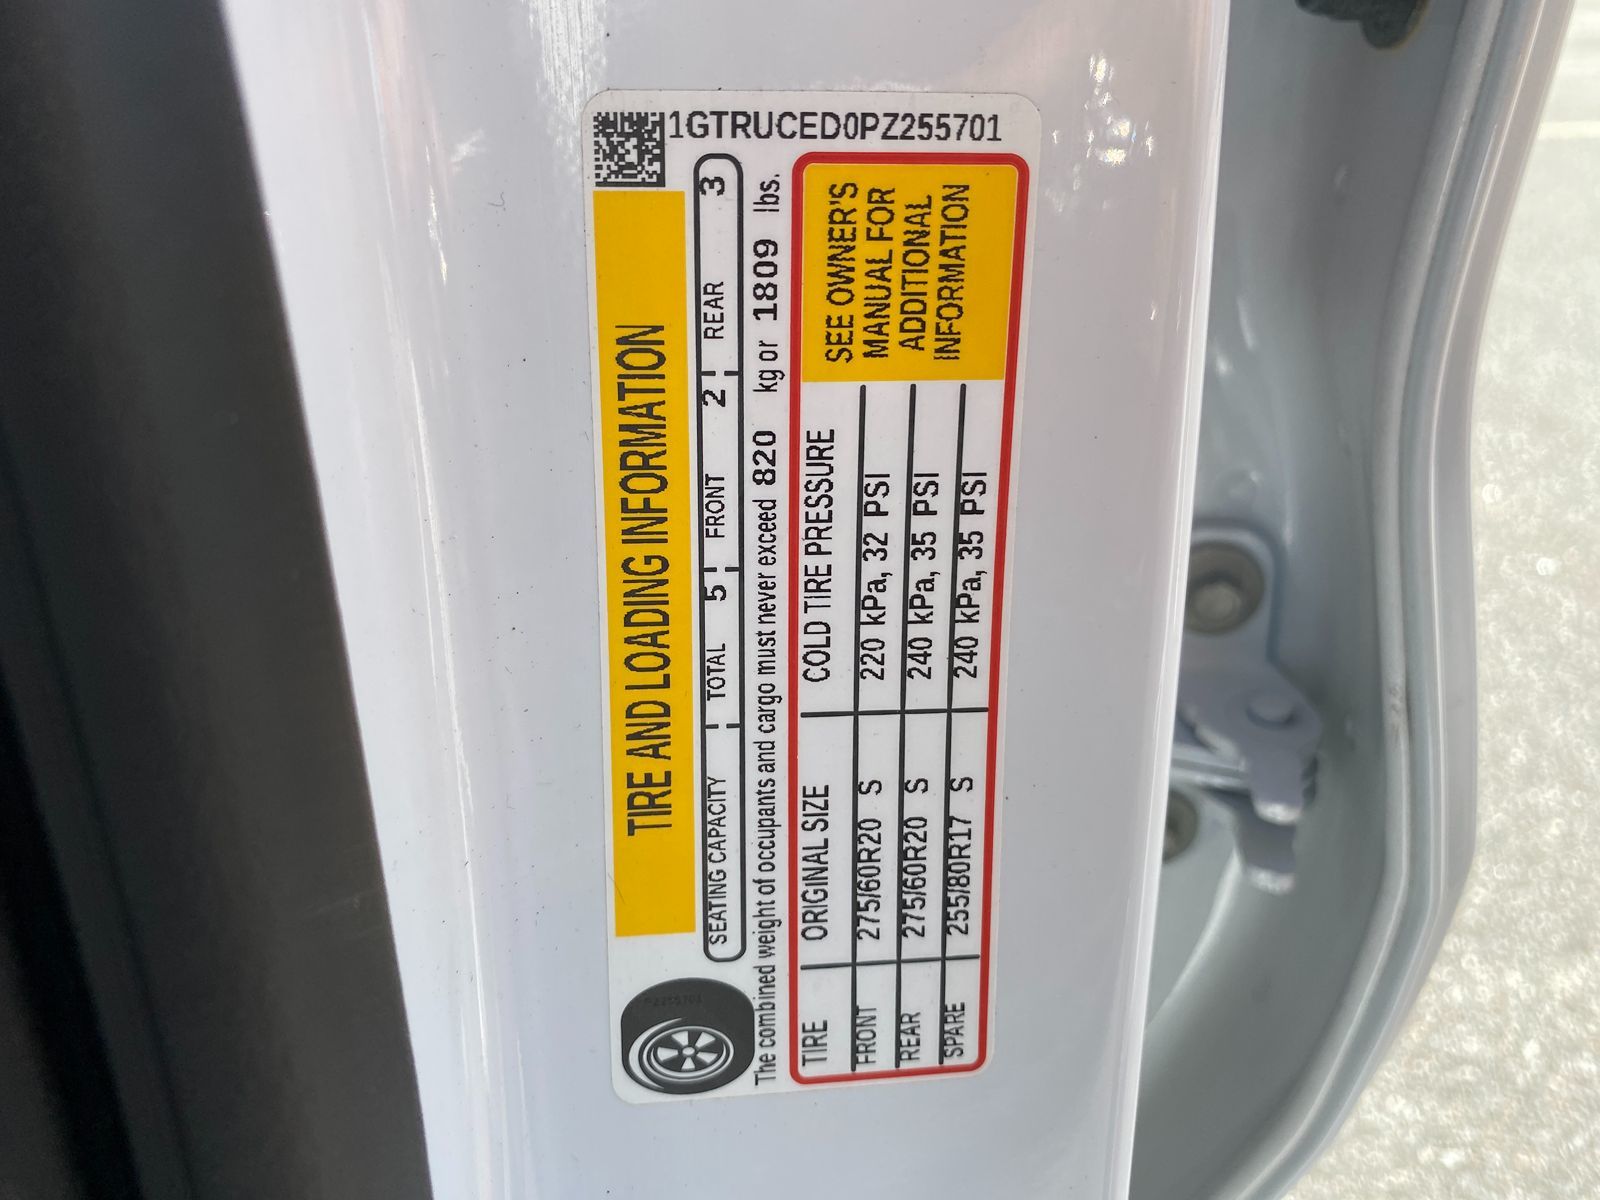 1GTRUCED0PZ255701
TIRE AND LOADING INFORMATION
SEATING CAPACITY TOTAL 5 FRONT 2 REAR 3
The combined weight of occupants and cargo must never exceed 820 kg or 1809 lbs.
TIRE ORIGINAL SIZE COLD TIRE PRESSURE
FRONT 275/60R20 S 220 kPa, 32 PSI
REAR 275/60R20 S 240 kPa, 35 PSI
SPARE 255/80R17 S 240 kPa, 35 PSI
SEE OWNER'S
MANUAL FOR
ADDITIONAL
INFORMATION
PZ255701